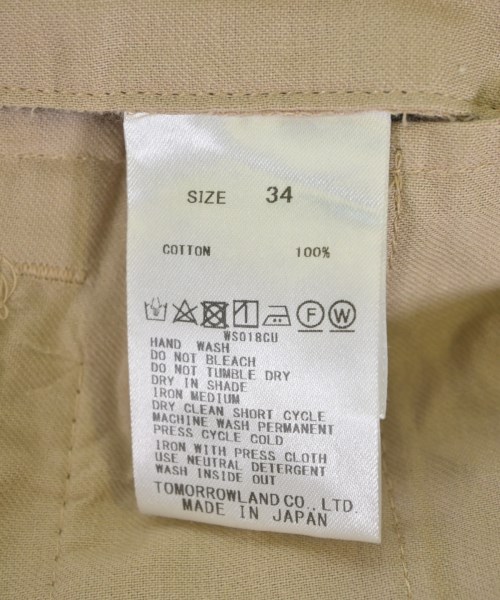 SIZE 34
COTTON 100%
F W
WS018CU
HAND WASH
DO NOT BLEACH
DO NOT TUMBLE DRY
DRY IN SHADE
IRON MEDIUM
DRY CLEAN SHORT CYCLE
MACHINE WASH PERMANENT
PRESS CYCLE COLD
IRON WITH PRESS CLOTH
USE NEUTRAL DETERGENT
WASH INSIDE OUT
TOMORROWLAND CO., LTD.
MADE IN JAPAN